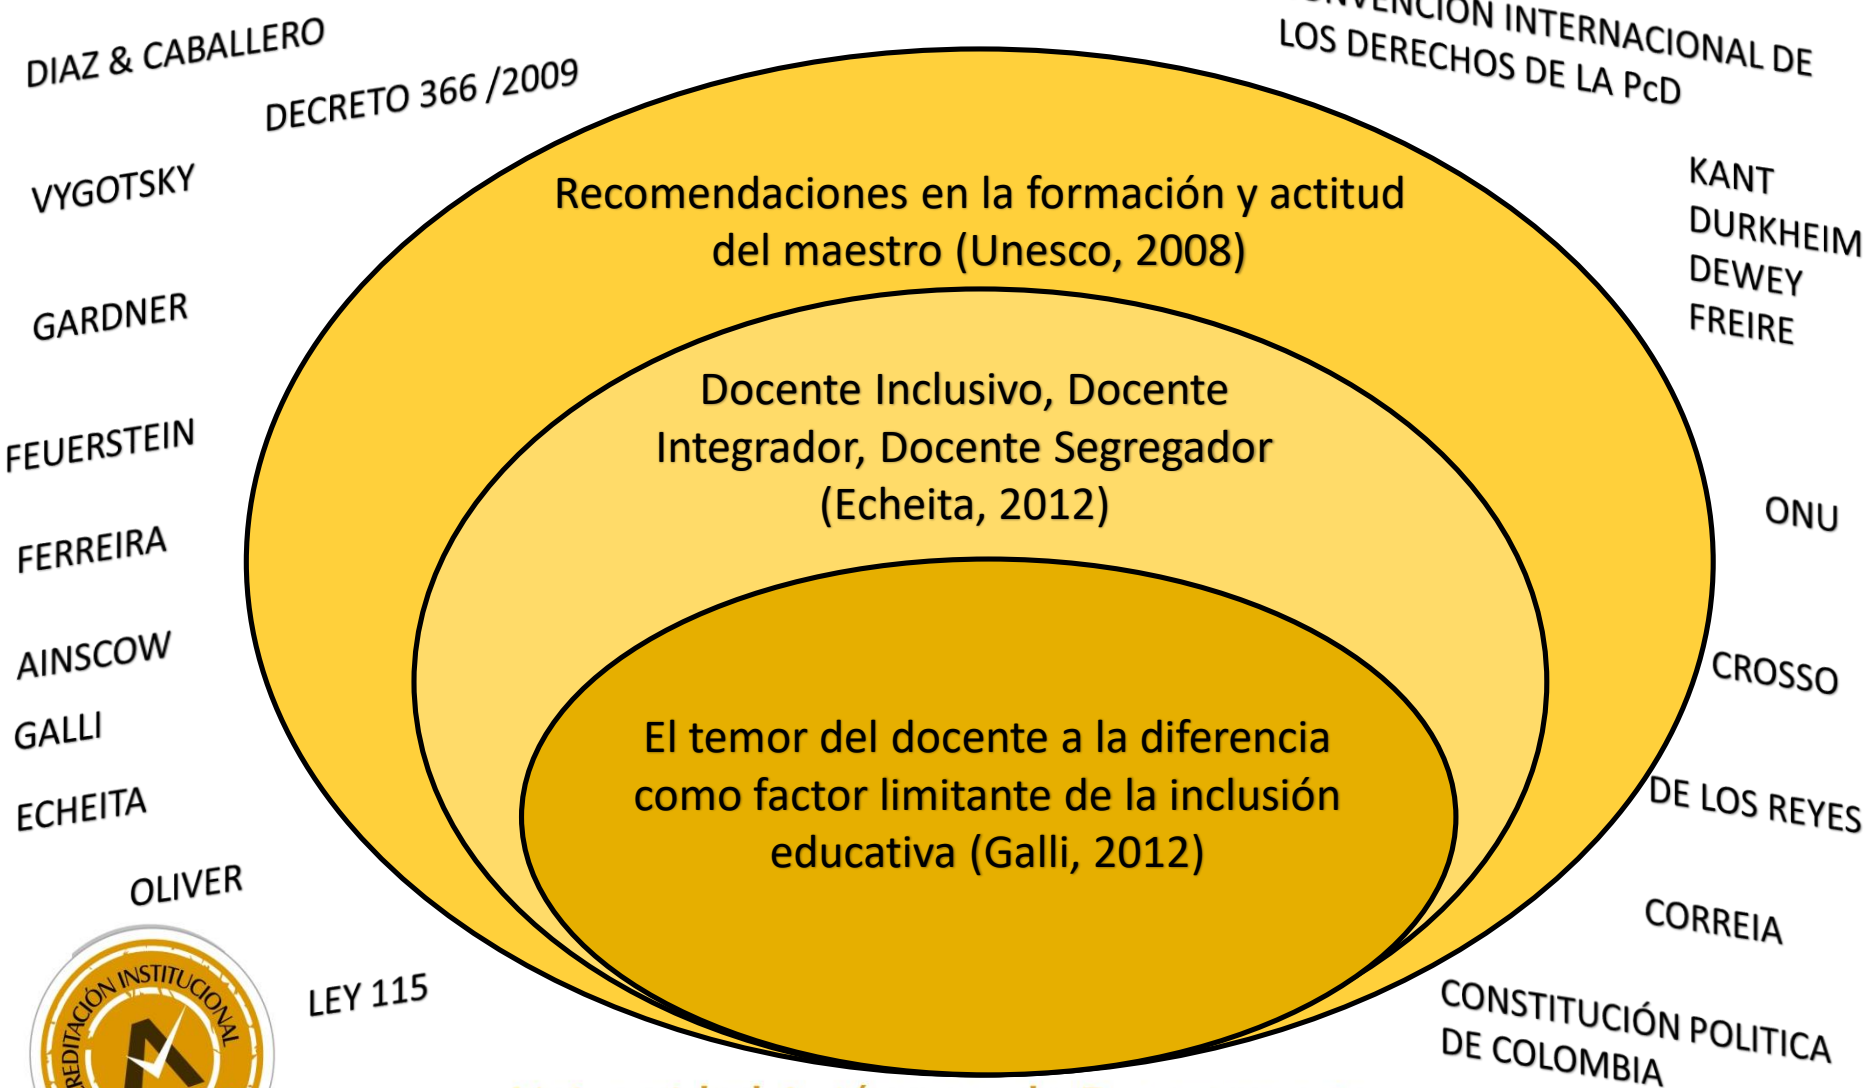 DIAZ & CABALLERO
DECRETO 366 /2009
VYGOTSKY
GARDNER
FEUERSTEIN
FERREIRA
AINSCOW
GALLI
ECHEITA
OLIVER
LEY 115
INSTITUCIONAL
Recomendaciones en la formación y actitud
del maestro (Unesco, 2008)
Docente Inclusivo, Docente
Integrador, Docente Segregador
(Echeita, 2012)
El temor del docente a la diferencia
como factor limitante de la inclusión
educativa (Galli, 2012)
INTERNACIONAL DE
LOS DERECHOS DE LA PcD
KANT
DURKHEIM
DEWEY
FREIRE
ONU
CROSSO
DE LOS REYES
CORREIA
CONSTITUCIÓN POLITICA
DE COLOMBIA